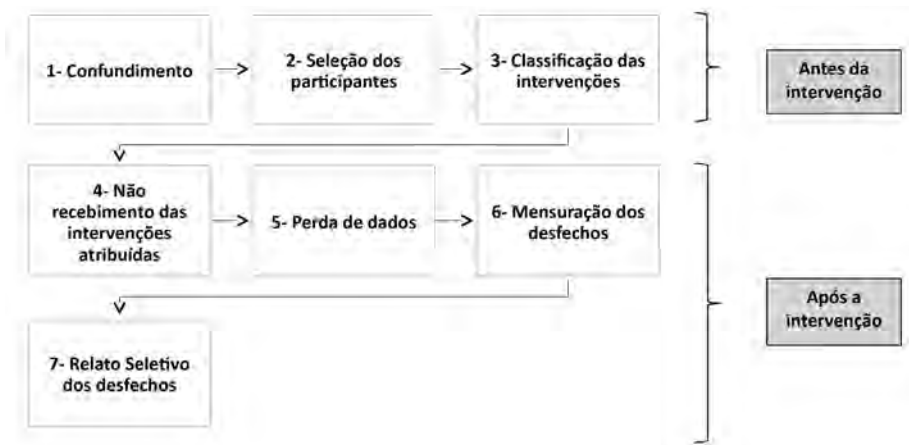 1- Confundimento
2- Seleção dos
participantes
3- Classificação das
intervenções
Antes da
intervenção
4- Não
recebimento das
intervenções
atribuídas
5- Perda de dados
6- Mensuração dos
desfechos
Após a
intervenção
7- Relato Seletivo
dos desfechos